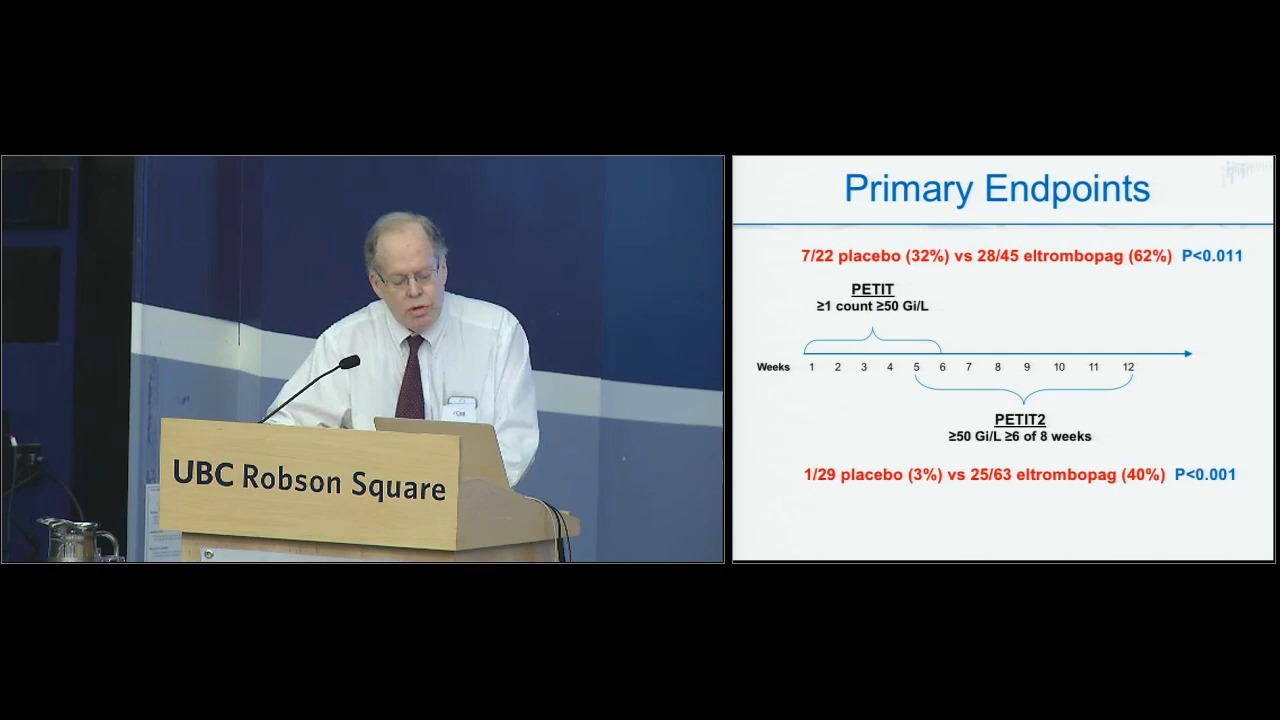 UBC Robson Square
Primary Endpoints
7/22 placebo (32%) vs 28/45 eltrombopag (62%) P<0.011
PETIT
≥1 count ≥50 Gi/L
Weeks 1 2 3 4 5 6 7 8 9 10 11 12
PETIT2
≥50 Gi/L ≥6 of 8 weeks
1/29 placebo (3%) vs 25/63 eltrombopag (40%) P<0.001